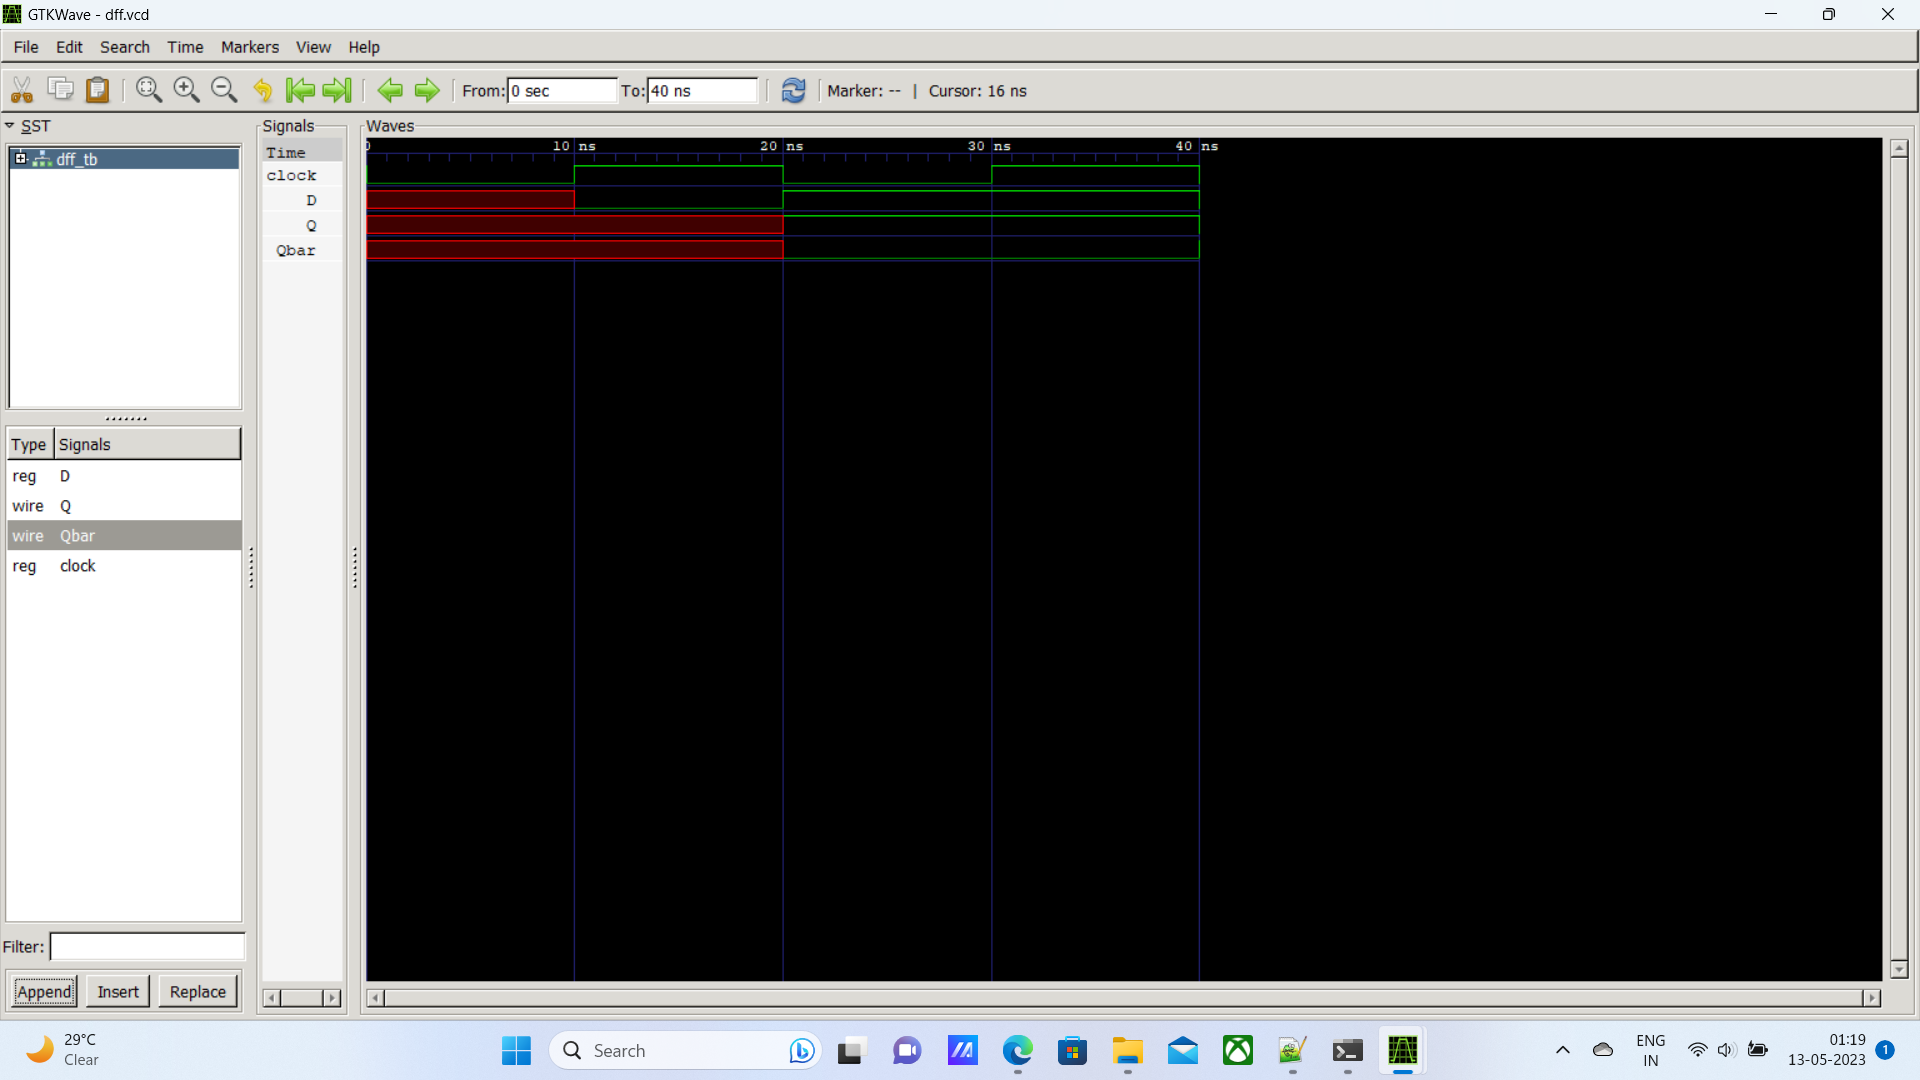 GTKWave - dff.vcd
File Edit Search Time Markers View Help
From: 0 sec To: 40 ns Marker: -- | Cursor: 16 ns
SST
dff_tb
Type Signals
reg D
wire Q
wire Qbar
reg clock
Filter:
Append Insert Replace
Signals
Time
clock
D
Q
Qbar
Waves
0 10 ns 20 ns 30 ns 40 ns
29°C
Clear
Search
ENG
IN
01:19
13-05-2023
1